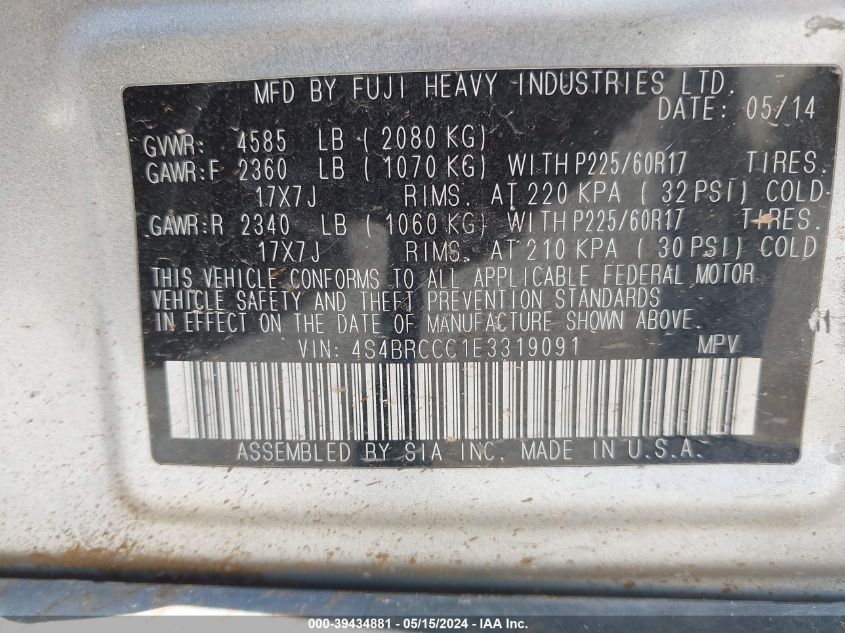 MFD BY FUJI HEAVY INDUSTRIES LTD.
DATE: 05/14
GVWR: 4585 LB (2080 KG)
GAWR:F 2360 LB (1070 KG) WITH P225/60R17 TIRES.
17X7J RIMS. AT 220 KPA (32 PSI) COLD
GAWR:R 2340 LB (1060 KG) WITH P225/60R17 TIRES.
17X7J RIMS. AT 210 KPA (30 PSI) COLD
THIS VEHICLE CONFORMS TO ALL APPLICABLE FEDERAL MOTOR
VEHICLE SAFETY AND THEFT PREVENTION STANDARDS
IN EFFECT ON THE DATE OF MANUFACTURE SHOWN ABOVE.
VIN: 4S4BRCCC1E3319091 MPV
ASSEMBLED BY SIA INC. MADE IN U.S.A.
000-39434881 - 05/15/2024 - IAAI.com